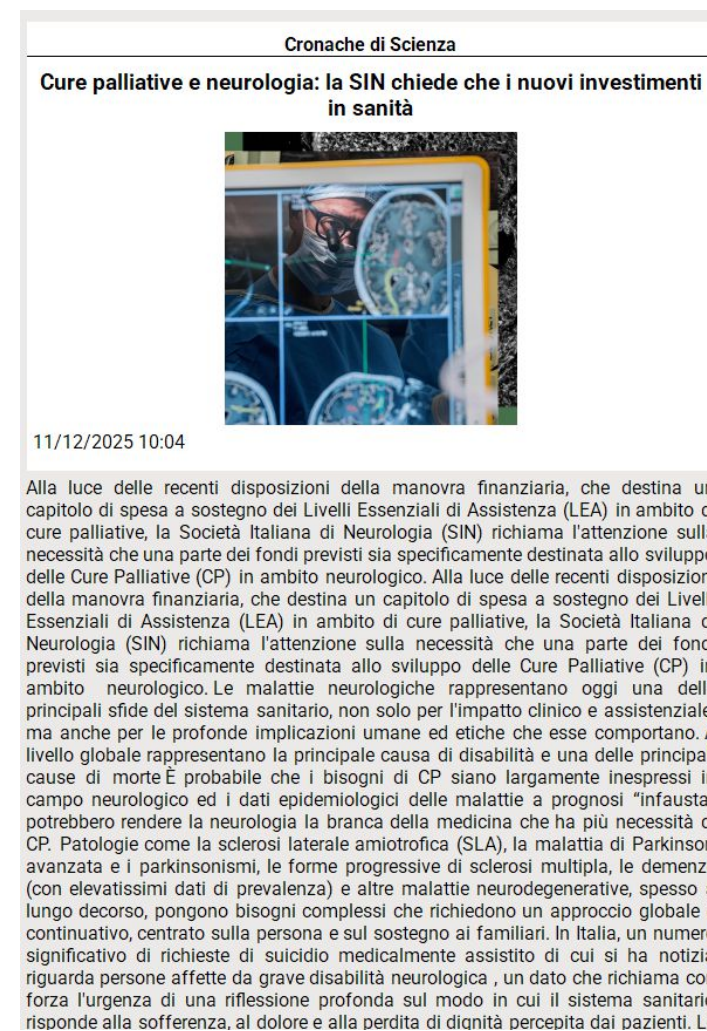 Cronache di Scienza
Cure palliative e neurologia: la SIN chiede che i nuovi investimenti
in sanità
11/12/2025 10:04
Alla luce delle recenti disposizioni della manovra finanziaria, che destina un
capitolo di spesa a sostegno dei Livelli Essenziali di Assistenza (LEA) in ambito d
cure palliative, la Società Italiana di Neurologia (SIN) richiama l'attenzione sulla
necessità che una parte dei fondi previsti sia specificamente destinata allo sviluppo
delle Cure Palliative (CP) in ambito neurologico. Alla luce delle recenti disposizion
della manovra finanziaria, che destina un capitolo di spesa a sostegno dei Livell
Essenziali di Assistenza (LEA) in ambito di cure palliative, la Società Italiana d
Neurologia (SIN) richiama l'attenzione sulla necessità che una parte dei fond
previsti sia specificamente destinata allo sviluppo delle Cure Palliative (CP) in
ambito neurologico. Le malattie neurologiche rappresentano oggi una dell
principali sfide del sistema sanitario, non solo per l'impatto clinico e assistenziale,
ma anche per le profonde implicazioni umane ed etiche che esse comportano. A
livello globale rappresentano la principale causa di disabilità e una delle principal
cause di morte È probabile che i bisogni di CP siano largamente inespressi in
campo neurologico ed i dati epidemiologici delle malattie a prognosi “infausta
potrebbero rendere la neurologia la branca della medicina che ha più necessità d
CP. Patologie come la sclerosi laterale amiotrofica (SLA), la malattia di Parkinson
avanzata e i parkinsonismi, le forme progressive di sclerosi multipla, le demenz
(con elevatissimi dati di prevalenza) e altre malattie neurodegenerative, spesso a
lungo decorso, pongono bisogni complessi che richiedono un approccio globale
continuativo, centrato sulla persona e sul sostegno ai familiari. In Italia, un numer
significativo di richieste di suicidio medicalmente assistito di cui si ha notizia
riguarda persone affette da grave disabilità neurologica , un dato che richiama co
forza l'urgenza di una riflessione profonda sul modo in cui il sistema sanitario
risponde alla sofferenza, al dolore e alla perdita di dignità percepita dai pazienti. L